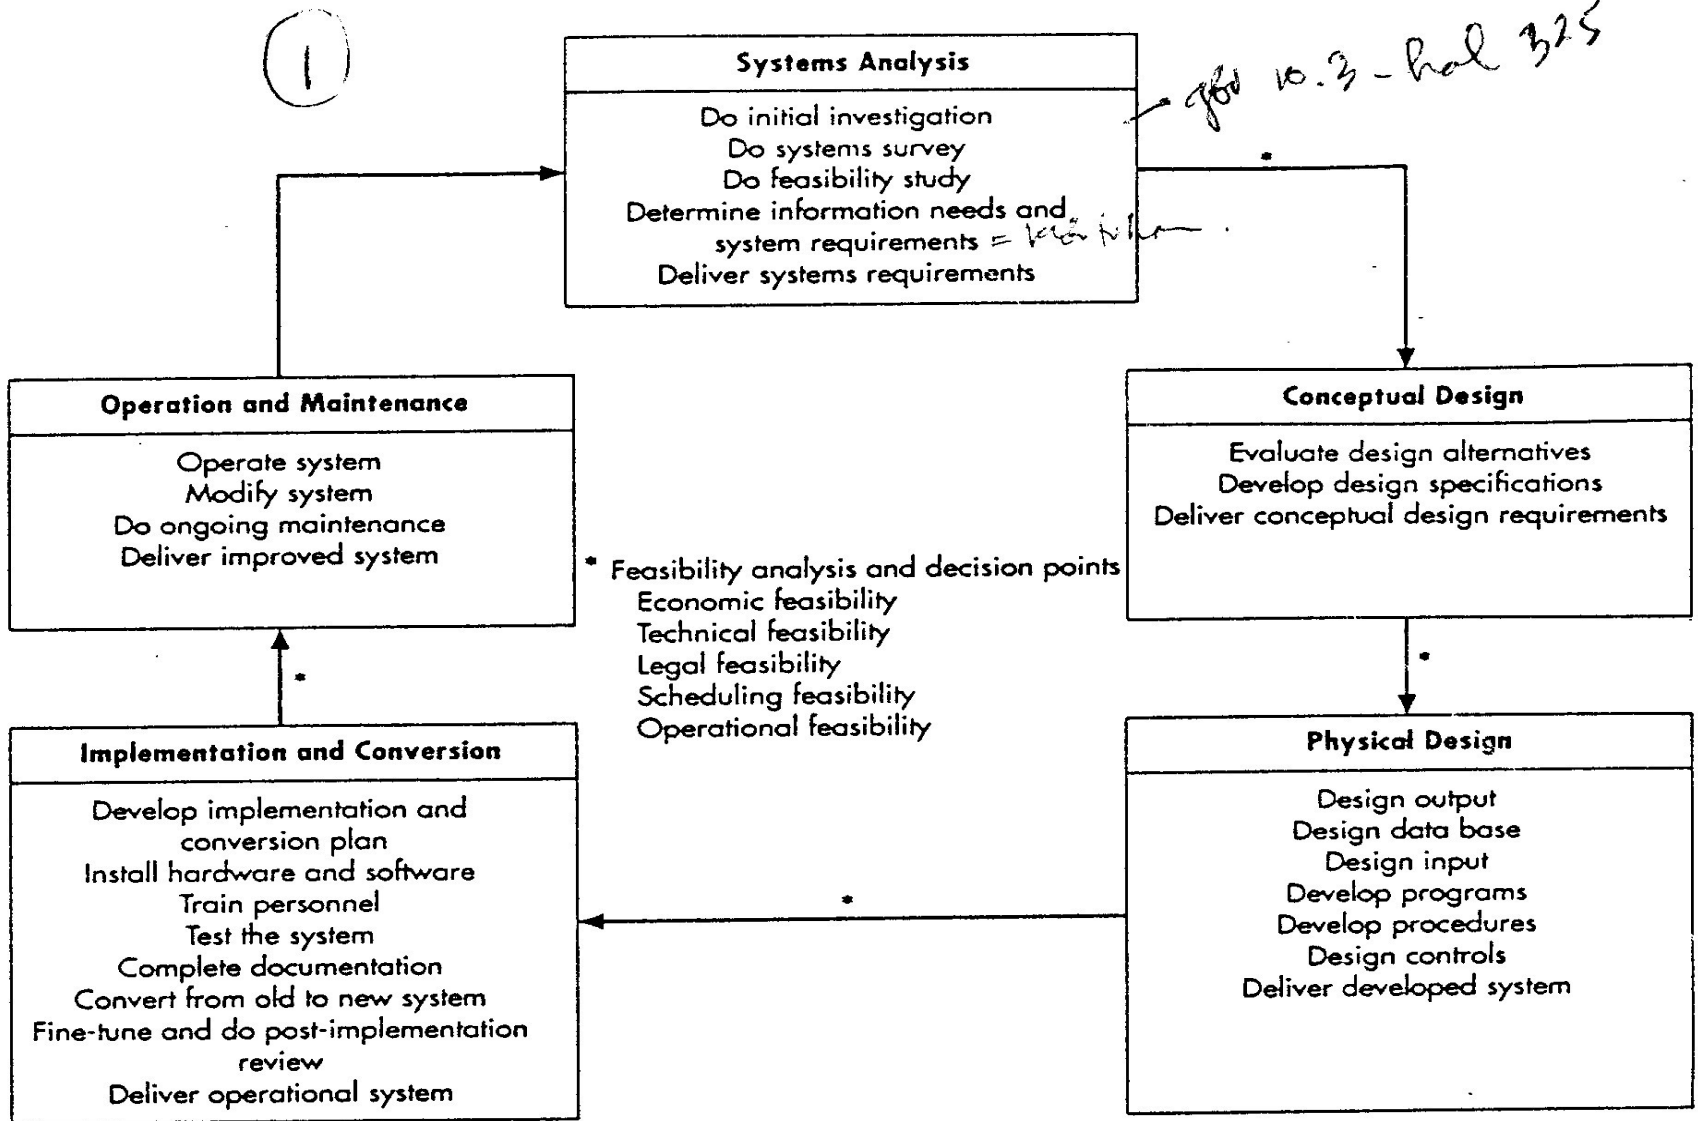 1
Systems Analysis
Do initial investigation
Do systems survey
Do feasibility study
Determine information needs and
system requirements =
Deliver systems requirements
10.3 - hal 325
*
Conceptual Design
Evaluate design alternatives
Develop design specifications
Deliver conceptual design requirements
*
Physical Design
Design output
Design data base
Design input
Develop programs
Develop procedures
Design controls
Deliver developed system
*
Implementation and Conversion
Develop implementation and
conversion plan
Install hardware and software
Train personnel
Test the system
Complete documentation
Convert from old to new system
Fine-tune and do post-implementation
review
Deliver operational system
*
Operation and Maintenance
Operate system
Modify system
Do ongoing maintenance
Deliver improved system
* Feasibility analysis and decision points
Economic feasibility
Technical feasibility
Legal feasibility
Scheduling feasibility
Operational feasibility